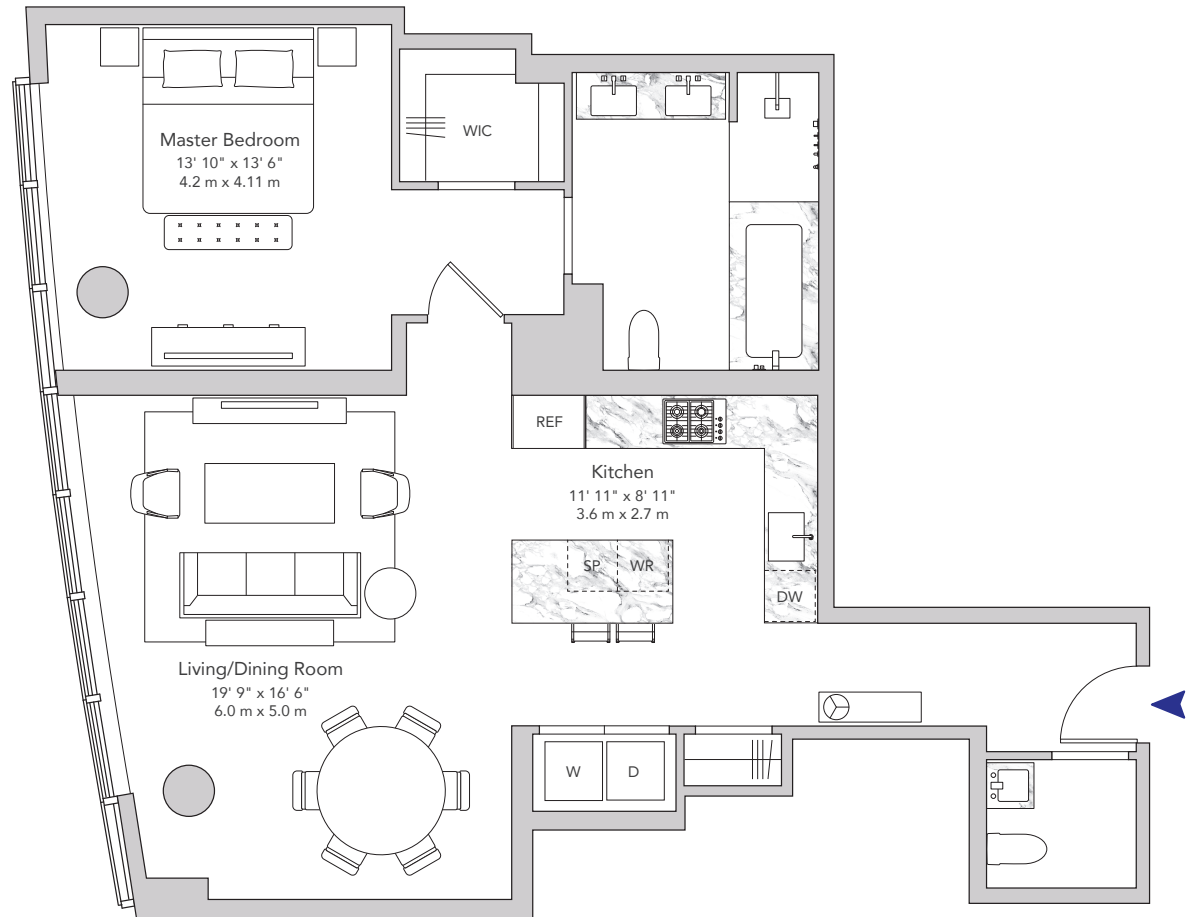 WIC
Master Bedroom
13' 10" x 13' 6"
4.2 m x 4.11 m
REF
Kitchen
11' 11" x 8' 11"
3.6 m x 2.7 m
SP
WR
DW
Living/Dining Room
19' 9" x 16' 6"
6.0 m x 5.0 m
W
D